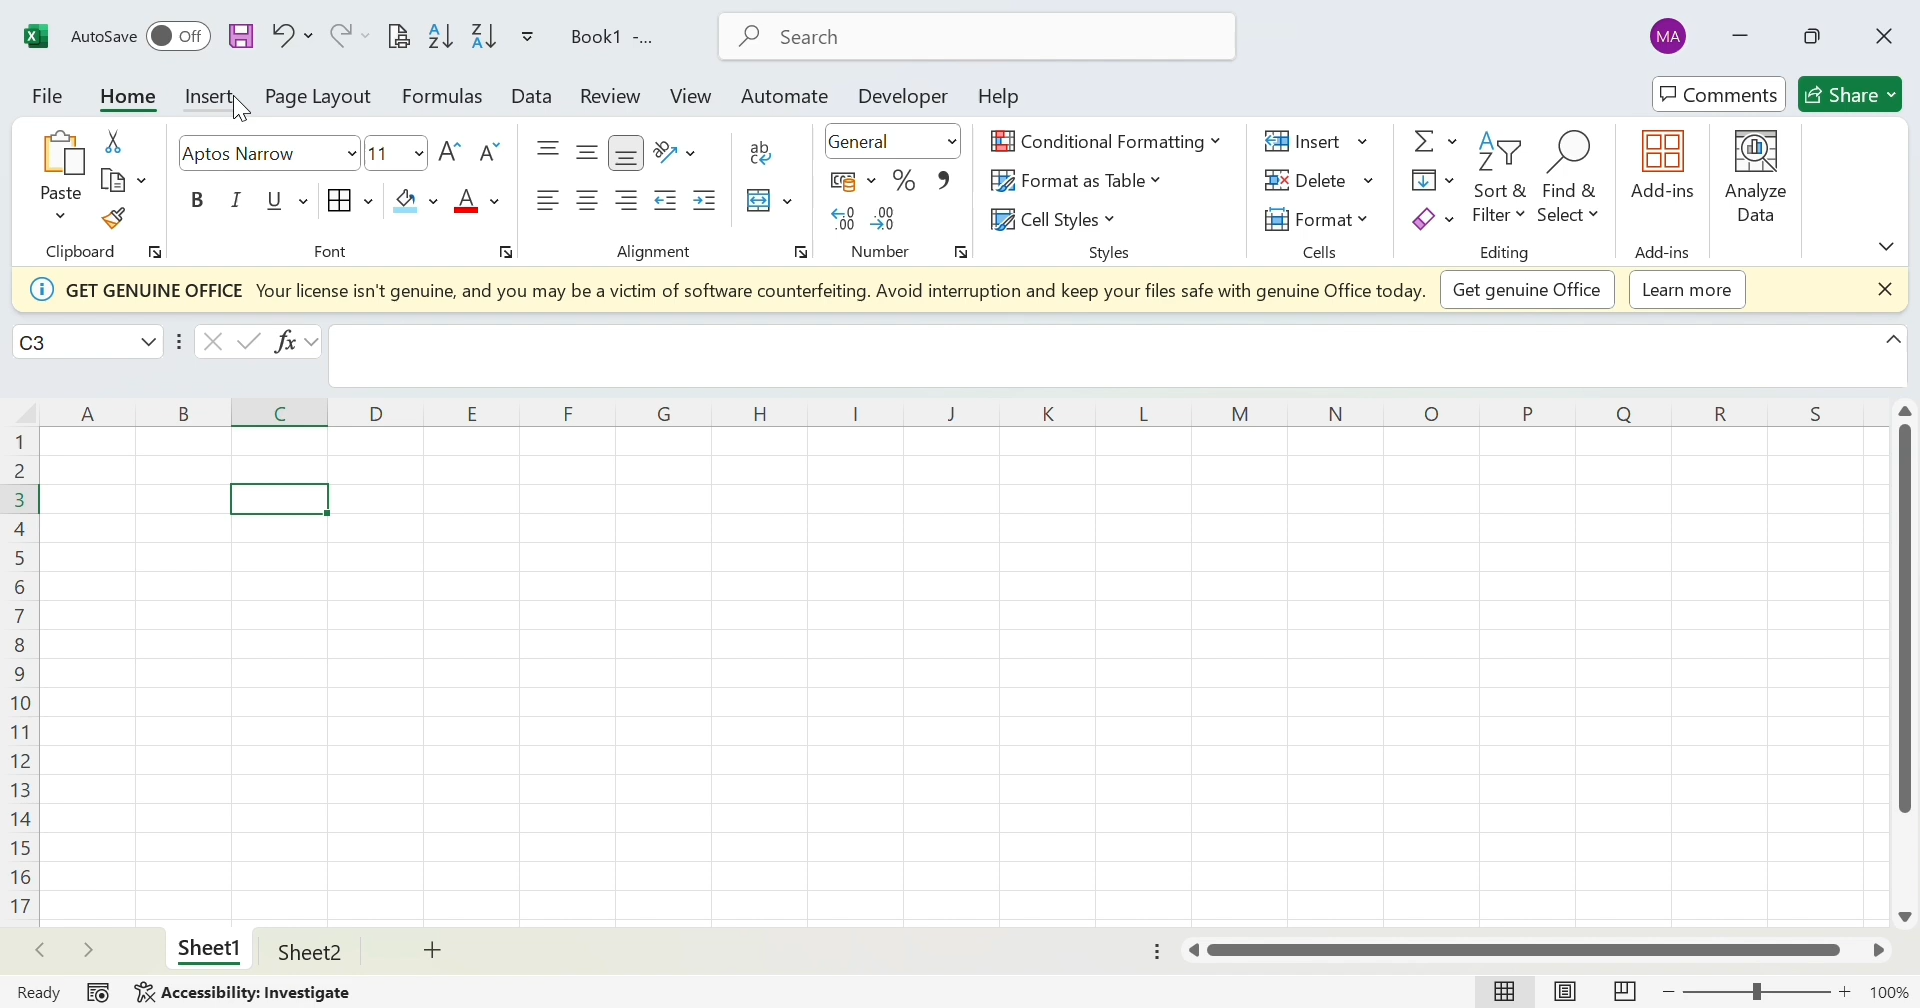 AutoSave Off Book1 -... Search MA
File Home Insert Page Layout Formulas Data Review View Automate Developer Help Comments Share
Paste Aptos Narrow 11 General Conditional Formatting Insert Sort & Filter Find & Select Add-ins Analyze Data
Format as Table Delete
B I U Cell Styles Format
Clipboard Font Alignment Number Styles Cells Editing Add-ins
GET GENUINE OFFICE Your license isn't genuine, and you may be a victim of software counterfeiting. Avoid interruption and keep your files safe with genuine Office today. Get genuine Office Learn more
C3 fx
A B C D E F G H I J K L M N O P Q R S
1
2
3
4
5
6
7
8
9
10
11
12
13
14
15
16
17
Sheet1 Sheet2
Ready Accessibility: Investigate 100%